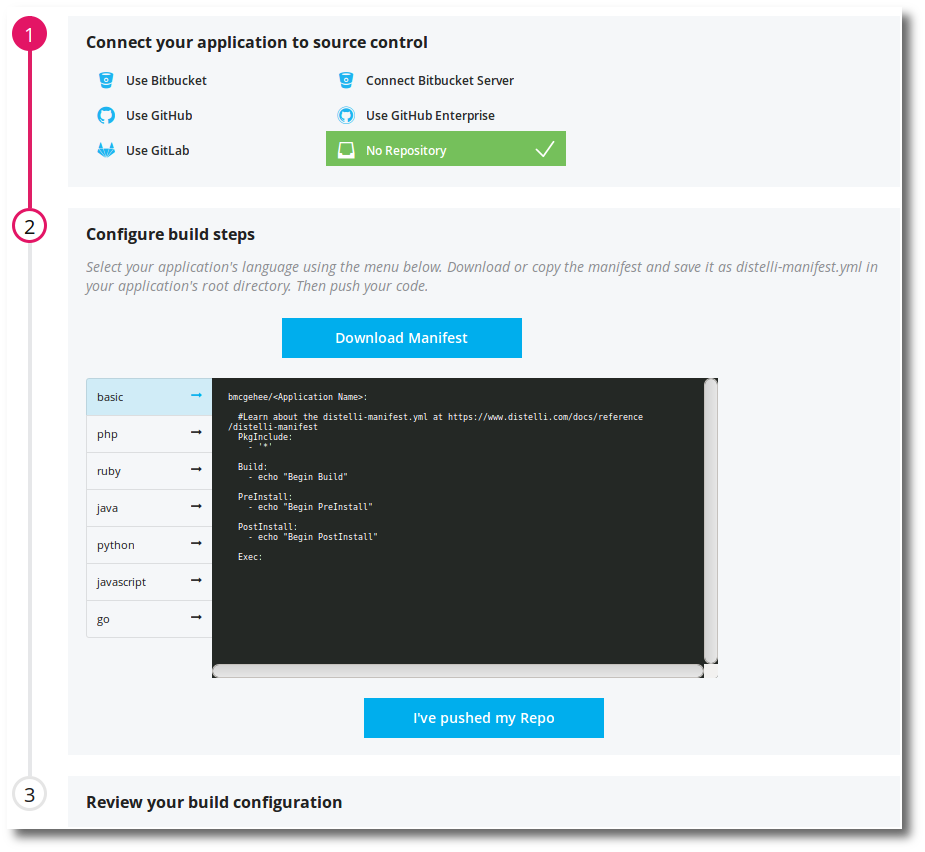 1
Connect your application to source control
Use Bitbucket
Connect Bitbucket Server
Use GitHub
Use GitHub Enterprise
Use GitLab
No Repository
2
Configure build steps
Select your application's language using the menu below. Download or copy the manifest and save it as distelli-manifest.yml in
your application's root directory. Then push your code.
Download Manifest
basic
php
ruby
java
python
javascript
go
bmcgehee/<Application Name>:
#Learn about the distelli-manifest.yml at https://www.distelli.com/docs/reference
/distelli-manifest
PkgInclude:
- '*'
Build:
- echo "Begin Build"
PreInstall:
- echo "Begin PreInstall"
PostInstall:
- echo "Begin PostInstall"
Exec:
I've pushed my Repo
3
Review your build configuration